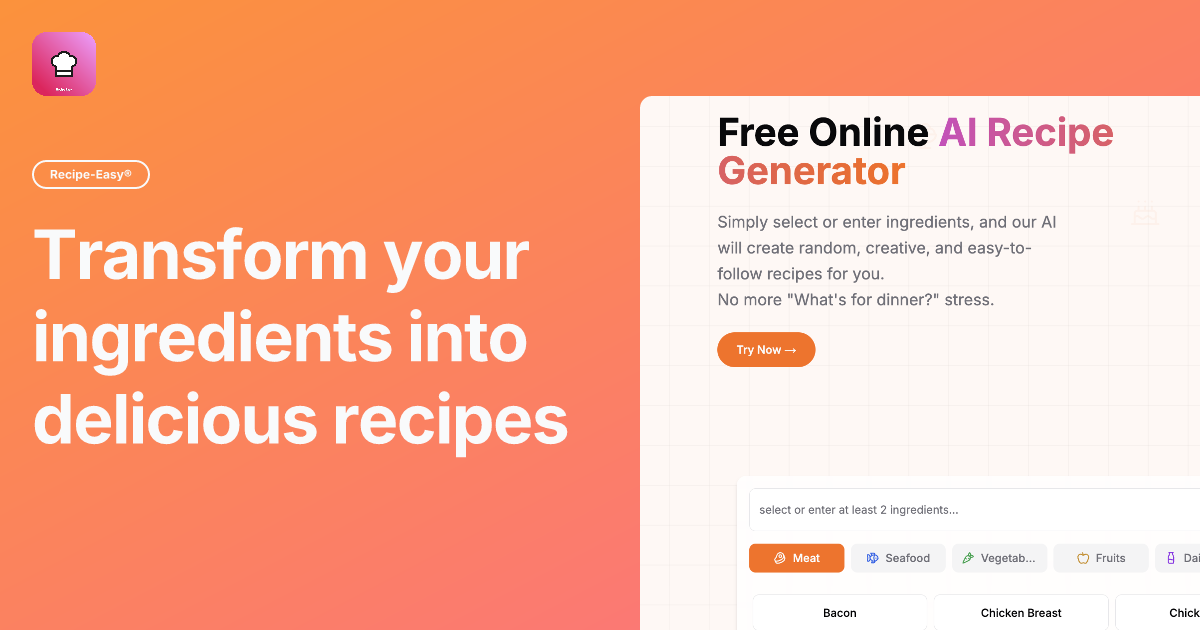 Recipe-Easy®
Transform your
ingredients into
delicious recipes
Free Online AI Recipe
Generator
Simply select or enter ingredients, and our AI
will create random, creative, and easy-to-
follow recipes for you.
No more "What's for dinner?" stress.
Try Now →
select or enter at least 2 ingredients...
Meat
Seafood
Vegetab...
Fruits
Dai
Bacon
Chicken Breast
Chick